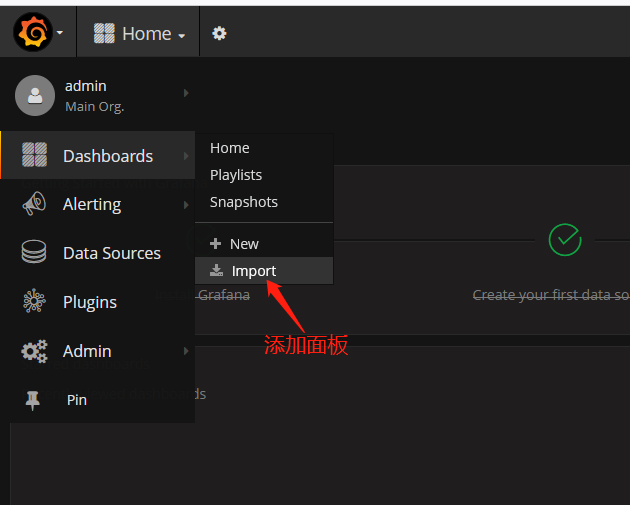 Home
admin
Main Org.
Dashboards
Home
Playlists
Snapshots
New
Import
Alerting
Data Sources
Plugins
Admin
Pin
Grafana
Create your first data so
添加面板